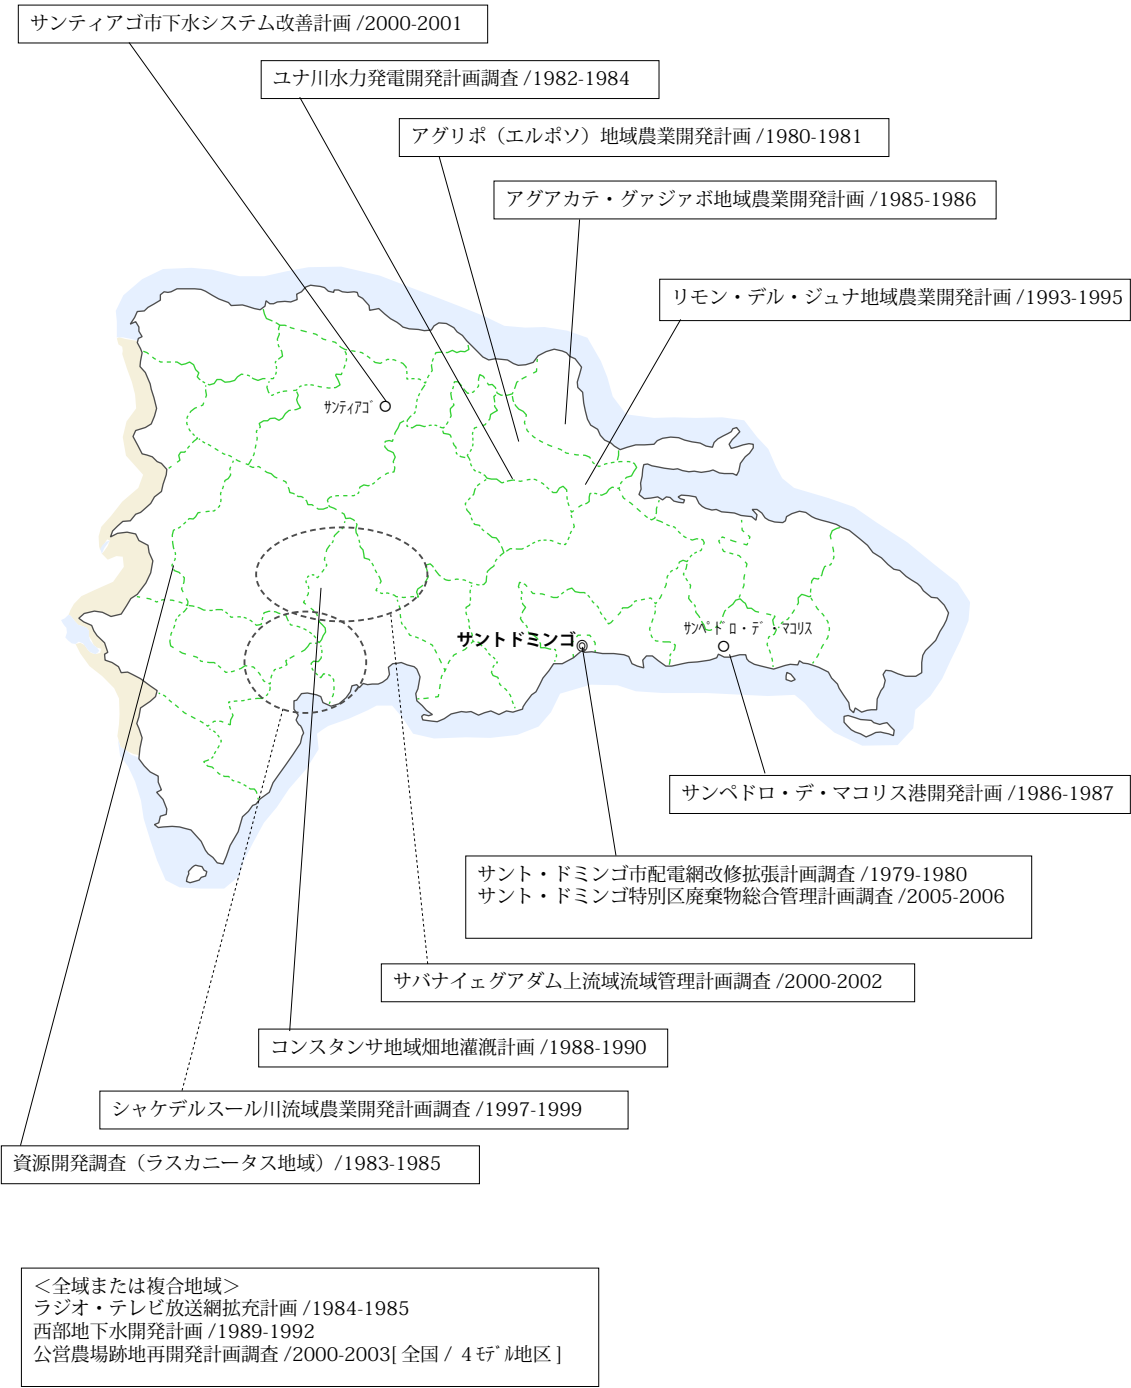 サンティアゴ市下水システム改善計画 /2000-2001
ユナ川水力発電開発計画調査 /1982-1984
アグリポ（エルポソ）地域農業開発計画 /1980-1981
アグアカテ・グァジァボ地域農業開発計画 /1985-1986
リモン・デル・ジュナ地域農業開発計画 /1993-1995
ｻﾝﾃｨｱｺﾞ
サントドミンゴ
ｻﾝﾍﾟﾄﾞﾛ・ﾃﾞ・ﾏｺﾘｽ
サンペドロ・デ・マコリス港開発計画 /1986-1987
サント・ドミンゴ市配電網改修拡張計画調査 /1979-1980
サント・ドミンゴ特別区廃棄物総合管理計画調査 /2005-2006
サバナイェグアダム上流域流域管理計画調査 /2000-2002
コンスタンサ地域畑地灌漑計画 /1988-1990
シャケデルスール川流域農業開発計画調査 /1997-1999
資源開発調査（ラスカニータス地域）/1983-1985
＜全域または複合地域＞
ラジオ・テレビ放送網拡充計画 /1984-1985
西部地下水開発計画 /1989-1992
公営農場跡地再開発計画調査 /2000-2003[ 全国 / ４ﾓﾃﾞﾙ地区 ]